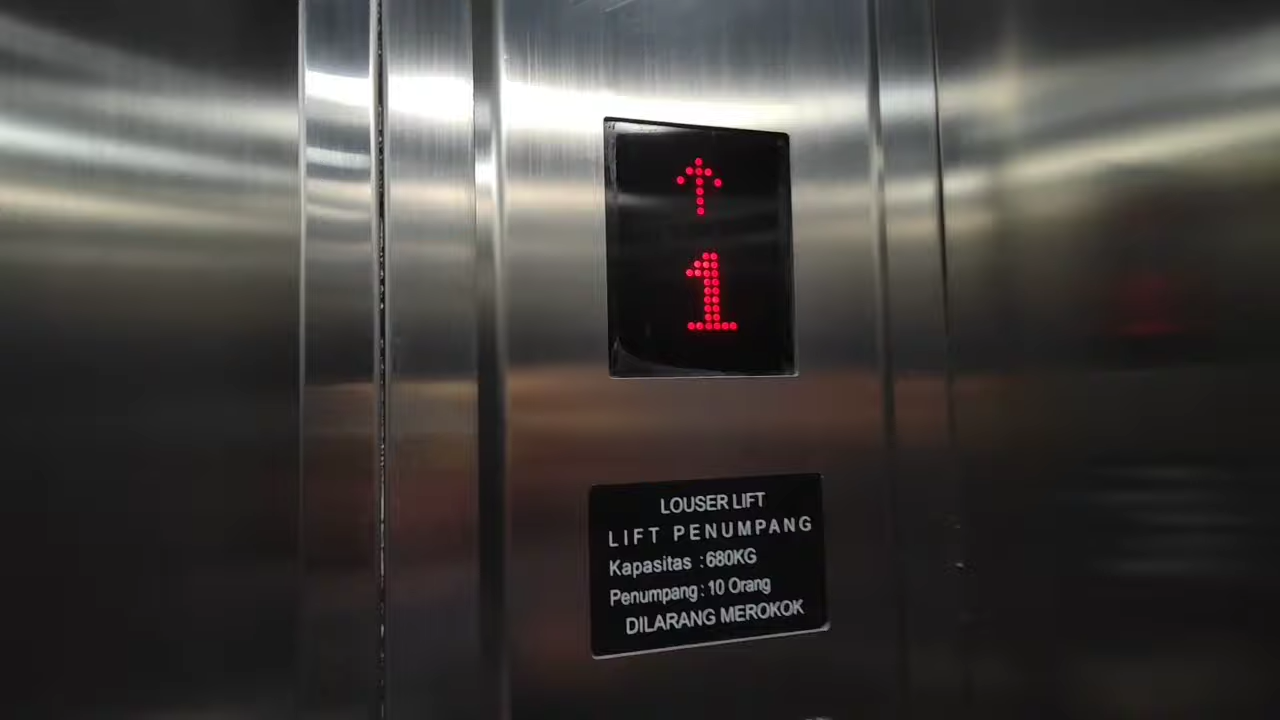 1
LOUSER LIFT
LIFT PENUMPANG
Kapasitas : 680KG
Penumpang : 10 Orang
DILARANG MEROKOK